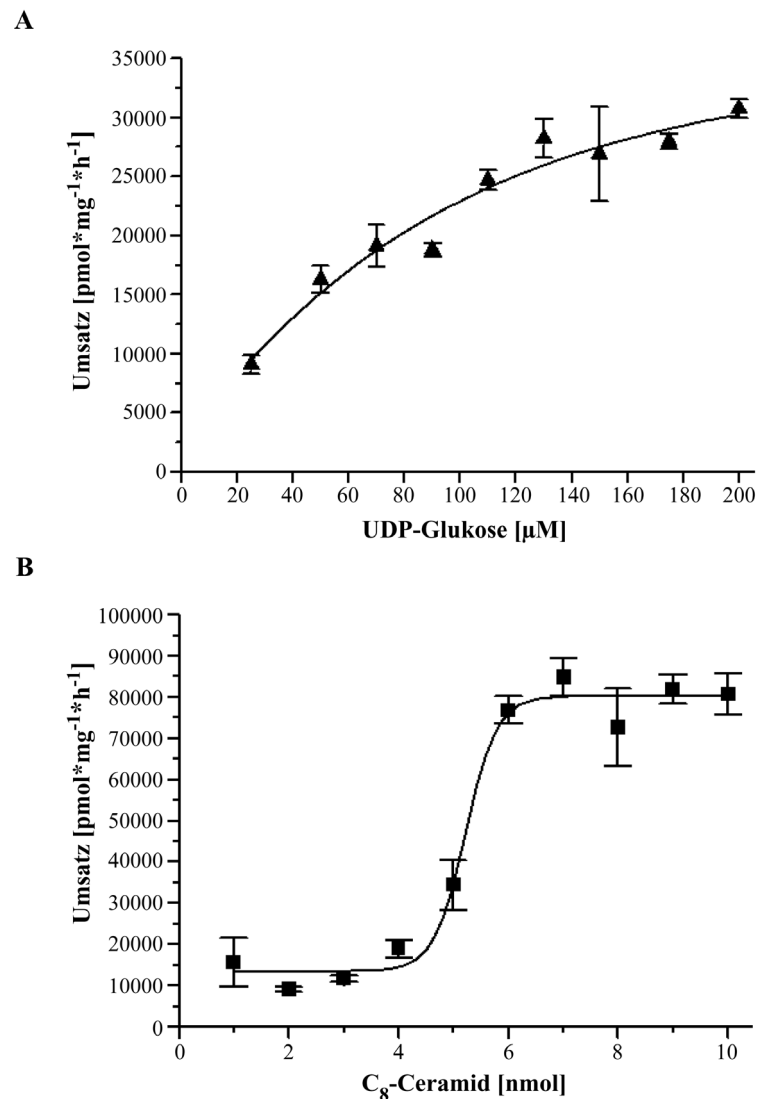 A
Umsatz [pmol*mg⁻¹*h⁻¹]
35000
30000
25000
20000
15000
10000
5000
0
0 20 40 60 80 100 120 140 160 180 200
UDP-Glukose [µM]
B
Umsatz [pmol*mg⁻¹*h⁻¹]
100000
90000
80000
70000
60000
50000
40000
30000
20000
10000
0
0 2 4 6 8 10
C₈-Ceramid [nmol]